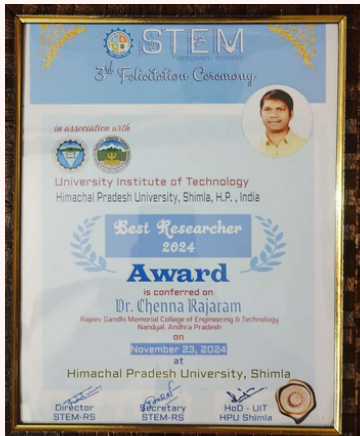 STEM
RESEARCH SOCIETY
3rd Felicitation Ceremony
in association with
University Institute of Technology
Himachal Pradesh University, Shimla, H.P. , India
Best Researcher
2024
Award
is conferred on
Dr. Chenna Rajaram
Rajeev Gandhi Memorial College of Engineering & Technology
Nandyal, Andhra Pradesh
on
November 23, 2024
at
Himachal Pradesh University, Shimla
Director Secretary HoD - UIT
STEM-RS STEM-RS HPU Shimla